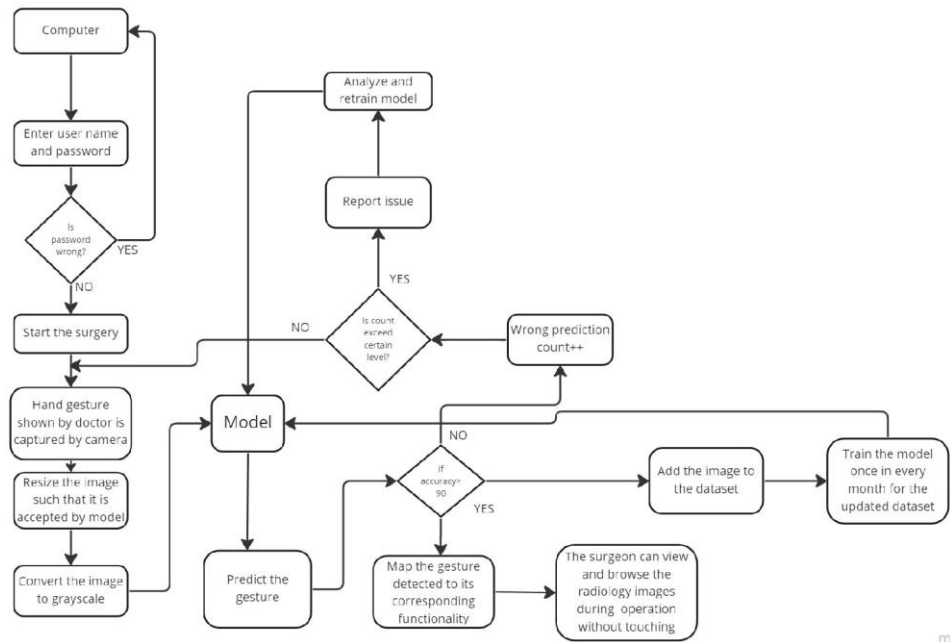 Computer
Enter user name
and password
Is
password
wrong?
YES
NO
Start the surgery
Hand gesture
shown by doctor is
captured by camera
Resize the image
such that it is
accepted by model
Convert the image
to grayscale
Analyze and
retrain model
Report issue
YES
Is count
exceed
certain
level?
NO
Wrong prediction
count++
Model
Predict the
gesture
NO
If
accuracy>
90
YES
Map the gesture
detected to its
corresponding
functionality
The surgeon can view
and browse the
radiology images
during operation
without touching
Add the image to
the dataset
Train the model
once in every
month for the
updated dataset
m